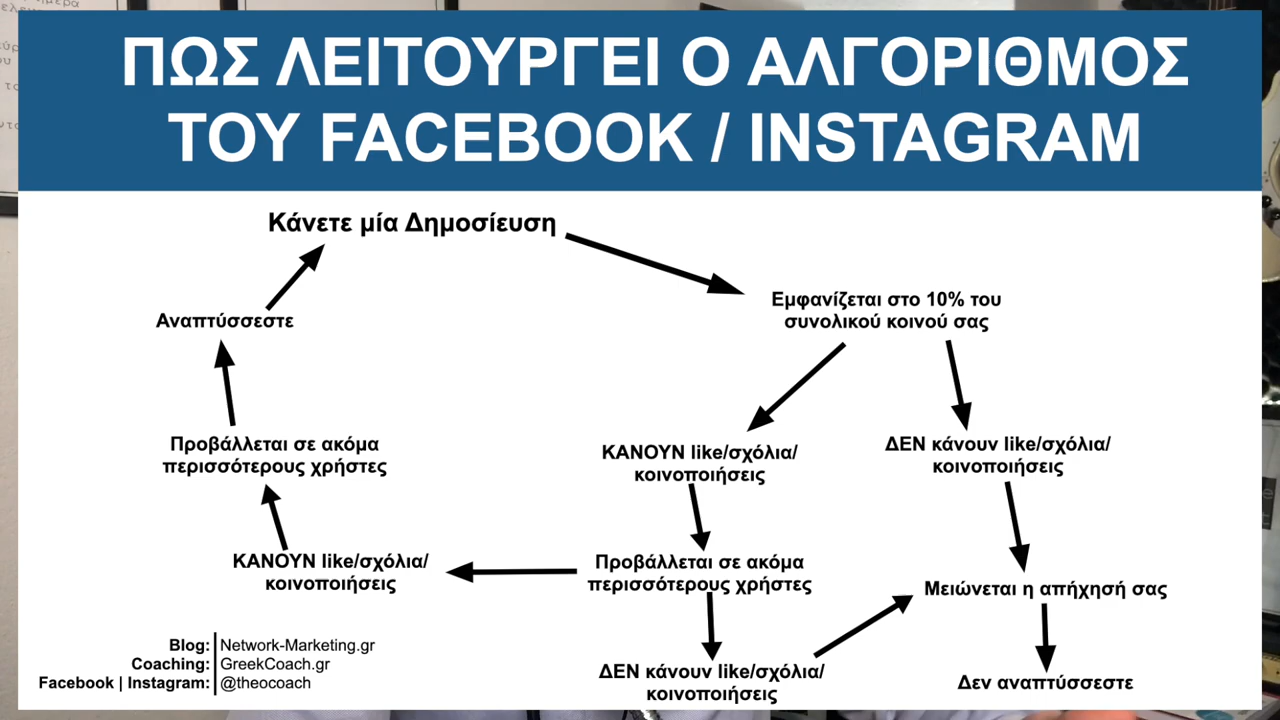 ΠΩΣ ΛΕΙΤΟΥΡΓΕΙ Ο ΑΛΓΟΡΙΘΜΟΣ
ΤΟΥ FACEBOOK / INSTAGRAM
Κάνετε μία Δημοσίευση
Εμφανίζεται στο 10% του
συνολικού κοινού σας
Αναπτύσσεστε
ΚΑΝΟΥΝ like/σχόλια/
κοινοποιήσεις
ΔΕΝ κάνουν like/σχόλια/
κοινοποιήσεις
Προβάλλεται σε ακόμα
περισσότερους χρήστες
Προβάλλεται σε ακόμα
περισσότερους χρήστες
ΚΑΝΟΥΝ like/σχόλια/
κοινοποιήσεις
Μειώνεται η απήχησή σας
ΔΕΝ κάνουν like/σχόλια/
κοινοποιήσεις
Δεν αναπτύσσεστε
Blog: Network-Marketing.gr
Coaching: GreekCoach.gr
Facebook | Instagram: @theocoach